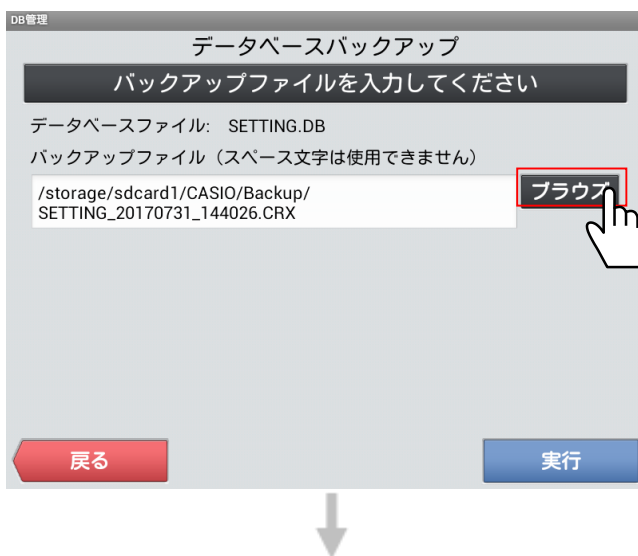 DB管理
データベースバックアップ
バックアップファイルを入力してください
データベースファイル: SETTING.DB
バックアップファイル（スペース文字は使用できません）
/storage/sdcard1/CASIO/Backup/
SETTING_20170731_144026.CRX
ブラウズ
戻る
実行